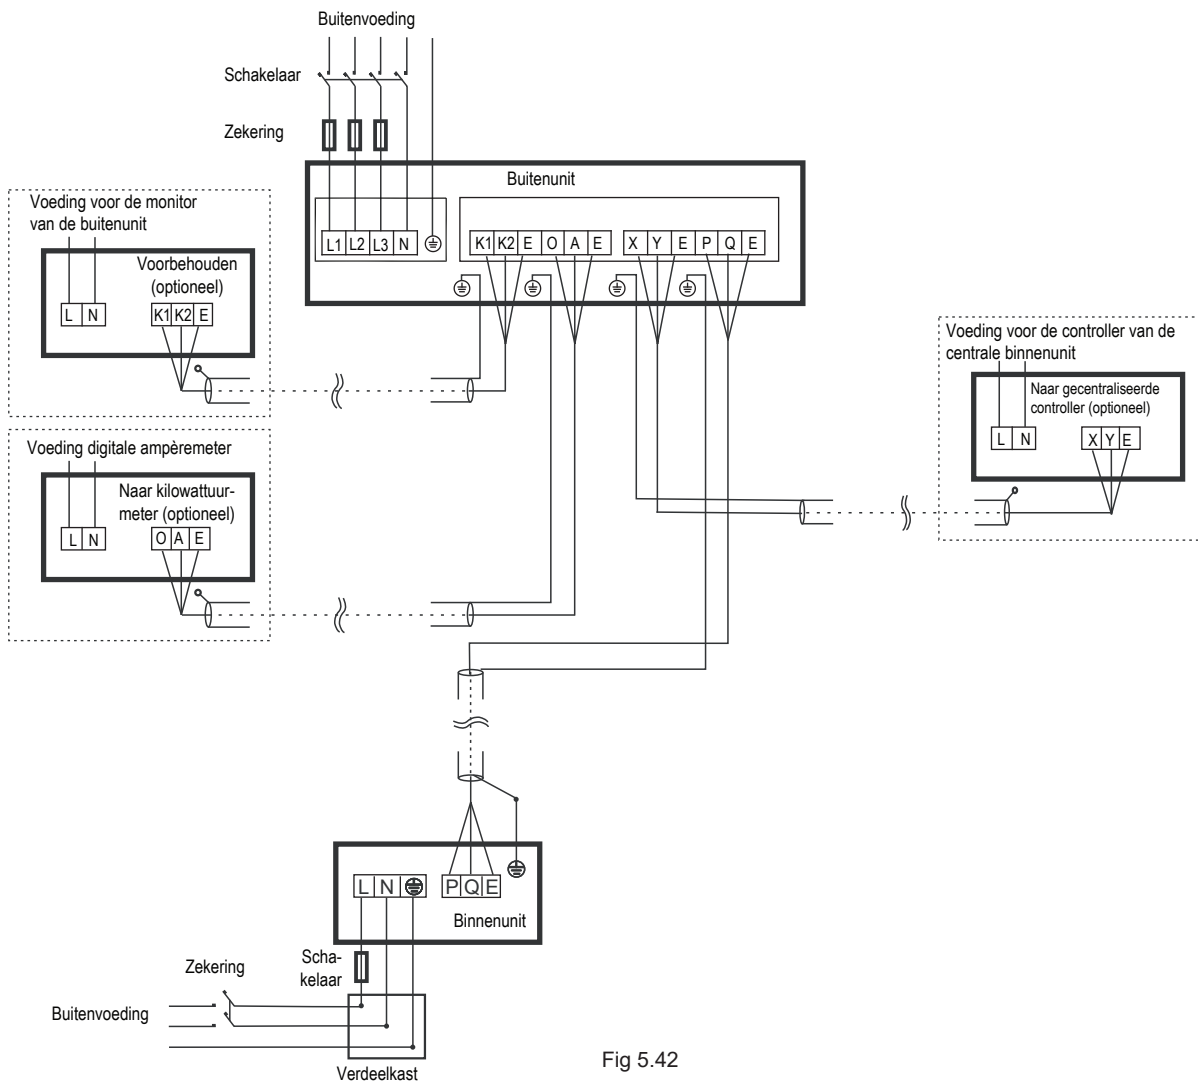 Buitenvoeding
Schakelaar
Zekering
Buitenunit
L1 L2 L3 N
K1 K2 E O A E
X Y E P Q E
Voeding voor de monitor
van de buitenunit
Voorbehouden
(optioneel)
L N
K1 K2 E
Voeding digitale ampèremeter
Naar kilowattuur-
meter (optioneel)
L N
O A E
Voeding voor de controller van de
centrale binnenunit
Naar gecentraliseerde
controller (optioneel)
L N
X Y E
L N
P Q E
Binnenunit
Scha-
kelaar
Zekering
Buitenvoeding
Verdeelkast
Fig 5.42